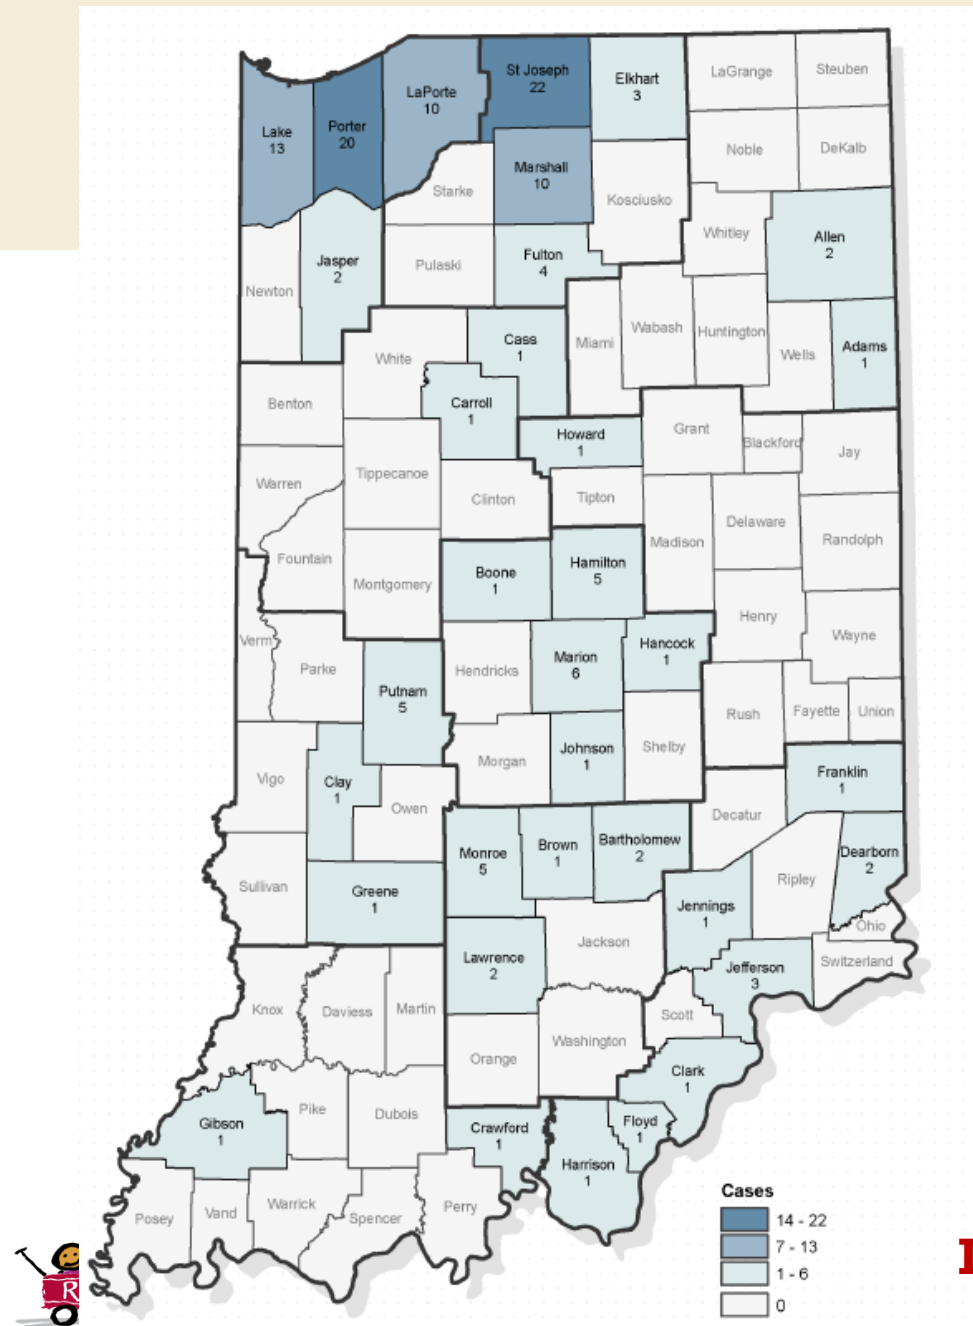 St Joseph
22
Elkhart
3
LaGrange
Steuben
LaPorte
10
Lake
13
Porter
20
Noble
DeKalb
Marshall
10
Starke
Kosciusko
Whitley
Allen
2
Jasper
2
Pulaski
Fulton
4
Newton
Wabash
Huntington
Miami
Cass
1
White
Wells
Adams
1
Benton
Carroll
1
Howard
1
Grant
Blackford
Jay
Warren
Tippecanoe
Clinton
Tipton
Delaware
Madison
Randolph
Fountain
Montgomery
Boone
1
Hamilton
5
Henry
Wayne
Verm
Parke
Hendricks
Marion
6
Hancock
1
Putnam
5
Rush
Fayette
Union
Morgan
Johnson
1
Shelby
Vigo
Clay
1
Owen
Franklin
1
Decatur
Monroe
5
Brown
1
Bartholomew
2
Dearborn
2
Sullivan
Greene
1
Ripley
Jennings
1
Ohio
Jackson
Lawrence
2
Jefferson
3
Switzerland
Knox
Daviess
Martin
Scott
Orange
Washington
Clark
1
Pike
Dubois
Gibson
1
Crawford
1
Floyd
1
Harrison
1
Posey
Vand
Warrick
Spencer
Perry
Cases
14 - 22
7 - 13
1 - 6
0
R